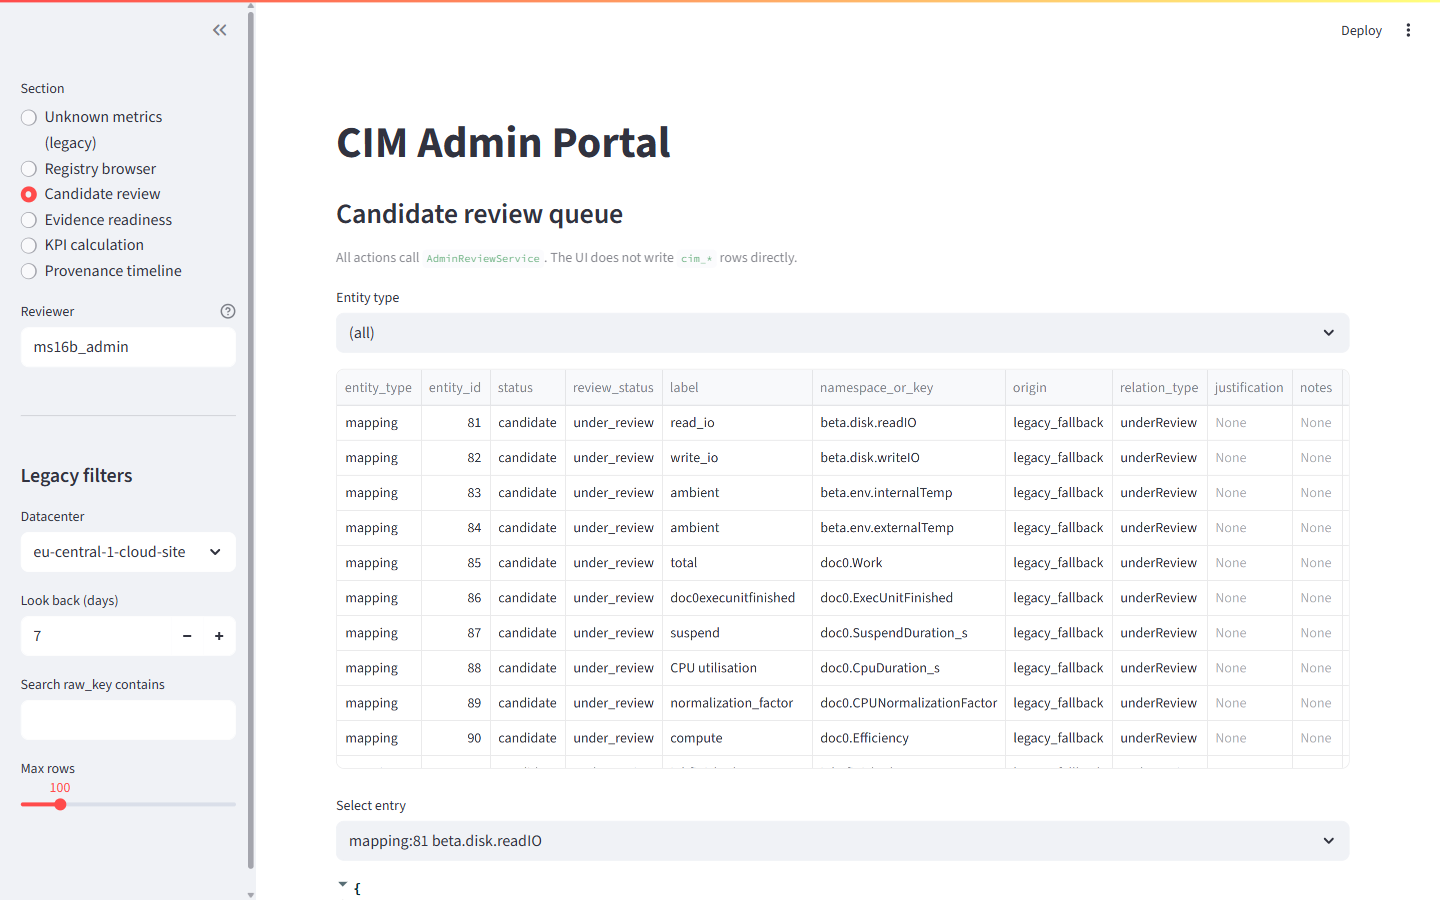 Deploy
Section
Unknown metrics
(legacy)
Registry browser
Candidate review
Evidence readiness
KPI calculation
Provenance timeline
Reviewer
ms16b_admin
Legacy filters
Datacenter
eu-central-1-cloud-site
Look back (days)
7
Search raw_key contains
Max rows
100
CIM Admin Portal
Candidate review queue
All actions call AdminReviewService. The UI does not write cim_* rows directly.
Entity type
(all)
entity_type entity_id status review_status label namespace_or_key origin relation_type justification notes
mapping 81 candidate under_review read_io beta.disk.readIO legacy_fallback underReview None None
mapping 82 candidate under_review write_io beta.disk.writeIO legacy_fallback underReview None None
mapping 83 candidate under_review ambient beta.env.internalTemp legacy_fallback underReview None None
mapping 84 candidate under_review ambient beta.env.externalTemp legacy_fallback underReview None None
mapping 85 candidate under_review total doc0.Work legacy_fallback underReview None None
mapping 86 candidate under_review doc0execunitfinished doc0.ExecUnitFinished legacy_fallback underReview None None
mapping 87 candidate under_review suspend doc0.SuspendDuration_s legacy_fallback underReview None None
mapping 88 candidate under_review CPU utilisation doc0.CpuDuration_s legacy_fallback underReview None None
mapping 89 candidate under_review normalization_factor doc0.CPUNormalizationFactor legacy_fallback underReview None None
mapping 90 candidate under_review compute doc0.Efficiency legacy_fallback underReview None None
Select entry
mapping:81 beta.disk.readIO
{